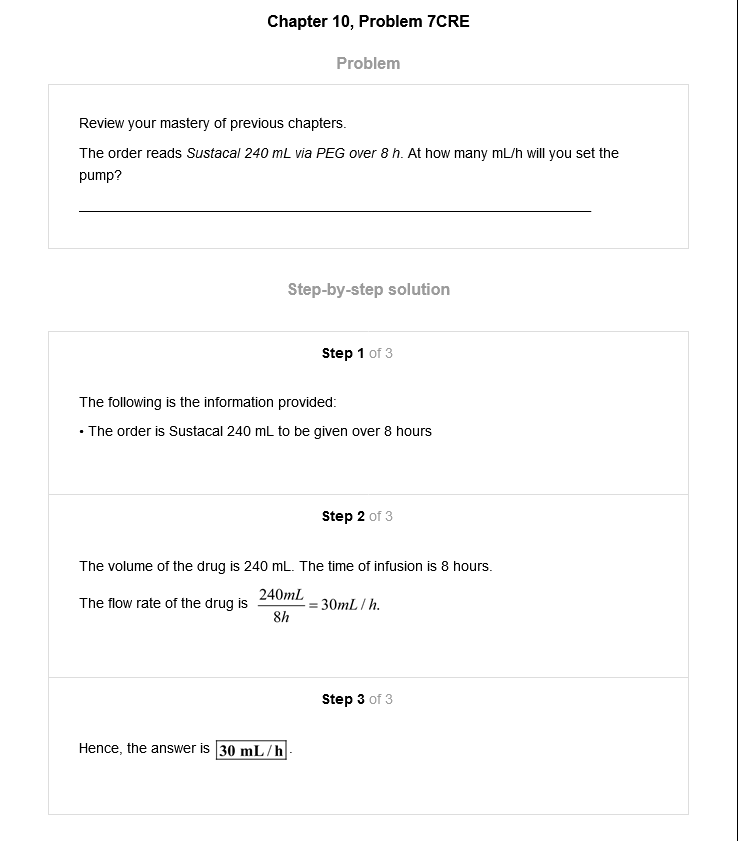 Chapter 10, Problem 7CRE
Problem
Review your mastery of previous chapters.
The order reads Sustacal 240 mL via PEG over 8 h. At how many mL/h will you set the
pump?
Step-by-step solution
Step 1 of 3
The following is the information provided:
• The order is Sustacal 240 mL to be given over 8 hours
Step 2 of 3
The volume of the drug is 240 mL. The time of infusion is 8 hours.
The flow rate of the drug is 240mL / 8h = 30mL / h.
Step 3 of 3
Hence, the answer is 30 mL / h.